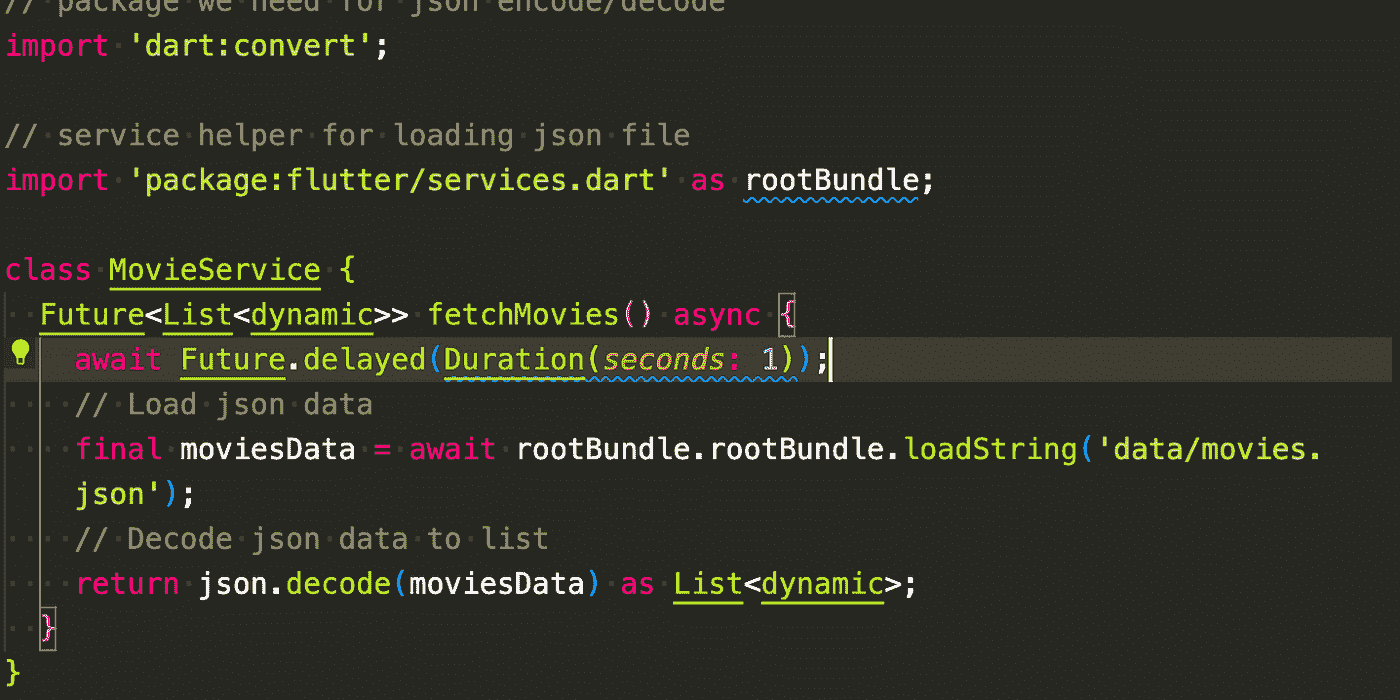 // package we need for json encode/decode
import 'dart:convert';
// service helper for loading json file
import 'package:flutter/services.dart' as rootBundle;
class MovieService {
Future<List<dynamic>> fetchMovies() async {
await Future.delayed(Duration(seconds: 1));
// Load json data
final moviesData = await rootBundle.rootBundle.loadString('data/movies.
json');
// Decode json data to list
return json.decode(moviesData) as List<dynamic>;
}
}